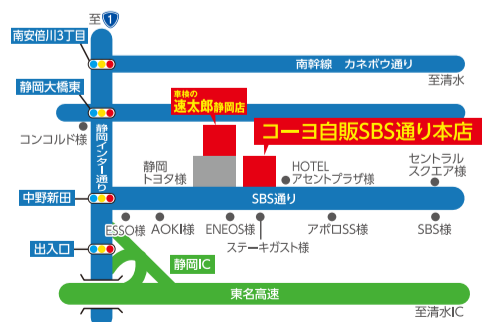 至1
南安倍川3丁目
南幹線 カネボウ通り
至清水
静岡大橋東
車検の
速太郎静岡店
コーヨ自販SBS通り本店
コンコルド様
静岡インター通り
静岡
トヨタ様
HOTEL
アセントプラザ様
セントラル
スクエア様
中野新田
SBS通り
ESSO様
AOKI様
ENEOS様
ステーキガスト様
アポロSS様
SBS様
出入口
静岡IC
東名高速
至清水IC